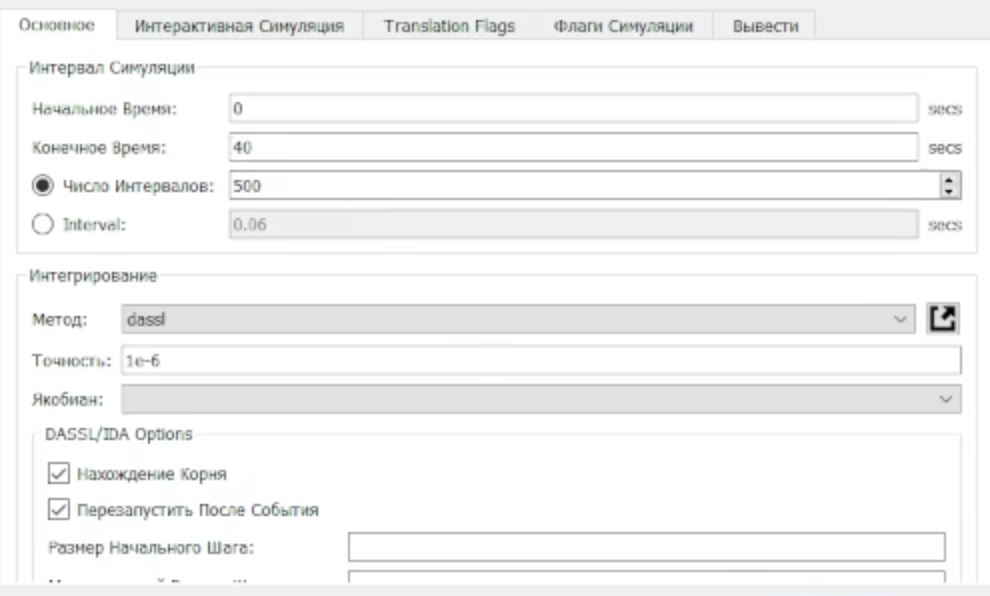 Основное Интерактивная Симуляция Translation Flags Флаги Симуляции Вывести
Интервал Симуляции
Начальное Время: 0 secs
Конечное Время: 40 secs
Число Интервалов: 500
Interval: 0.06 secs
Интегрирование
Метод: dassl
Точность: 1e-6
Якобиан:
DASSL/IDA Options
Нахождение Корня
Перезапустить После События
Размер Начального Шага: